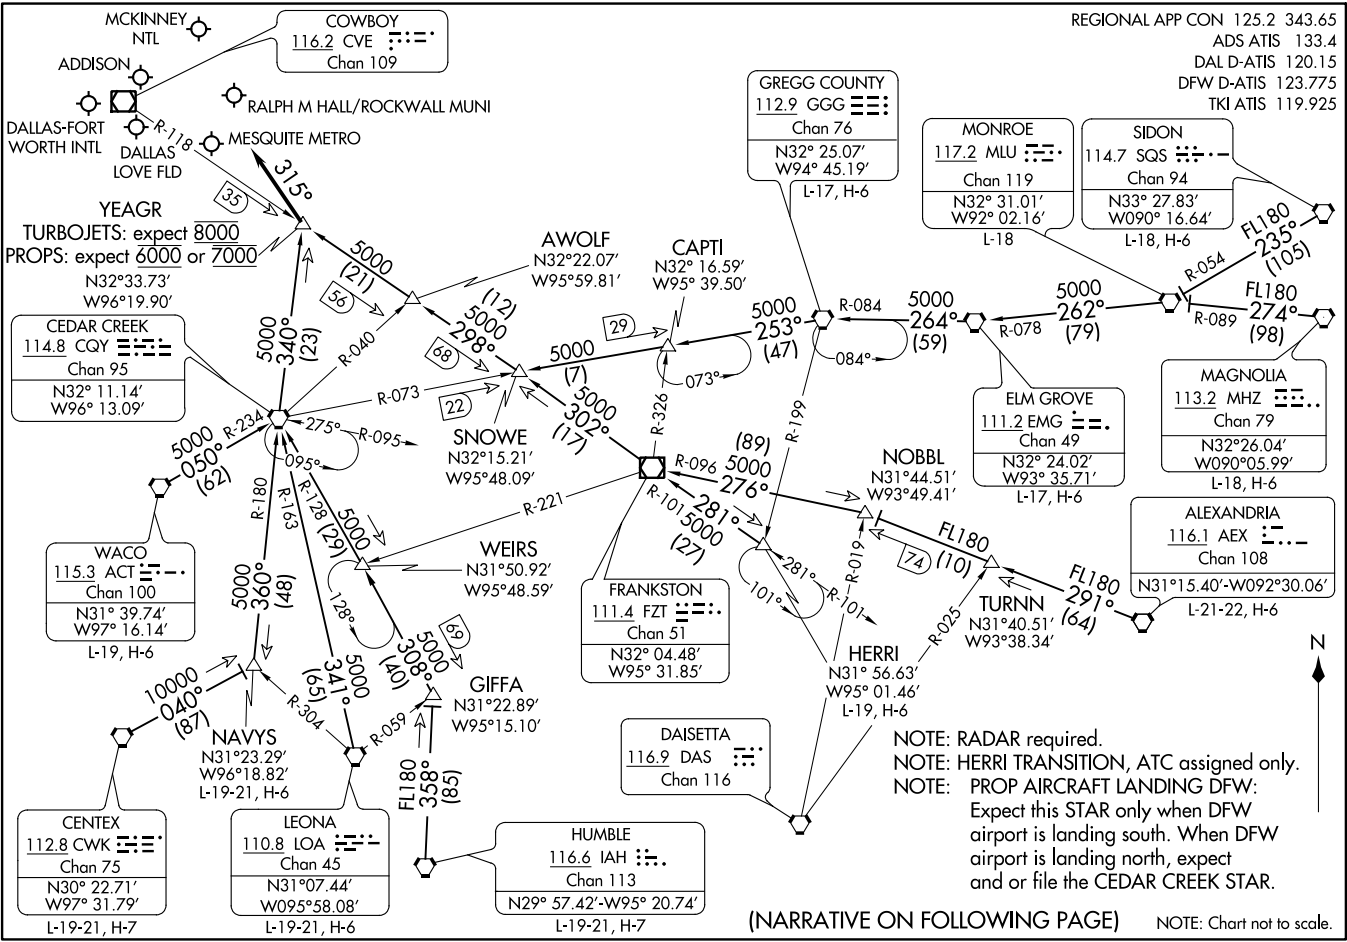 MCKINNEY
NTL
ADDISON
DALLAS-FORT
WORTH INTL
DALLAS
LOVE FLD
RALPH M HALL/ROCKWALL MUNI
MESQUITE METRO
COWBOY
116.2 CVE
Chan 109
REGIONAL APP CON 125.2 343.65
ADS ATIS 133.4
DAL D-ATIS 120.15
DFW D-ATIS 123.775
TKI ATIS 119.925
R-118
35
315°
YEAGR
TURBOJETS: expect 8000
PROPS: expect 6000 or 7000
N32°33.73'
W96°19.90'
5000
(21)
56
AWOLF
N32°22.07'
W95°59.81'
CAPTI
N32° 16.59'
W95° 39.50'
GREGG COUNTY
112.9 GGG
Chan 76
N32° 25.07'
W94° 45.19'
L-17, H-6
MONROE
117.2 MLU
Chan 119
N32° 31.01'
W92° 02.16'
L-18
SIDON
114.7 SQS
Chan 94
N33° 27.83'
W090° 16.64'
L-18, H-6
FL180
235°
(105)
R-054
FL180
274°
(98)
R-089
5000
262°
(79)
R-078
R-084
5000
264°
(59)
084°
5000
253°
(47)
29
073°
5000
(7)
(12)
5000
298°
68
CEDAR CREEK
114.8 CQY
Chan 95
N32° 11.14'
W96° 13.09'
5000
340°
(23)
R-040
R-073
22
SNOWE
N32°15.21'
W95°48.09'
5000
302°
(17)
R-326
R-199
ELM GROVE
111.2 EMG
Chan 49
N32° 24.02'
W93° 35.71'
L-17, H-6
MAGNOLIA
113.2 MHZ
Chan 79
N32°26.04'
W090°05.99'
L-18, H-6
5000
050°
(62)
R-234
275°
R-095
095°
R-180
R-163
R-128
5000
(29)
R-221
R-096
(89)
5000
276°
R-101
281°
5000
(27)
NOBBL
N31°44.51'
W93°49.41'
ALEXANDRIA
116.1 AEX
Chan 108
N31°15.40'-W092°30.06'
L-21-22, H-6
WACO
115.3 ACT
Chan 100
N31° 39.74'
W97° 16.14'
L-19, H-6
WEIRS
N31°50.92'
W95°48.59'
128°
FRANKSTON
111.4 FZT
Chan 51
N32° 04.48'
W95° 31.85'
101°
281°
R-101
R-019
74
FL180
(10)
FL180
291°
(64)
TURNN
N31°40.51'
W93°38.34'
R-025
5000
360°
(48)
5000
308°
(40)
69
5000
341°
(65)
GIFFA
N31°22.89'
W95°15.10'
HERRI
N31° 56.63'
W95° 01.46'
L-19, H-6
10000
040°
(87)
NAVYS
N31°23.29'
W96°18.82'
L-19-21, H-6
R-304
R-059
FL180
358°
(85)
DAISETTA
116.9 DAS
Chan 116
N
NOTE: RADAR required.
NOTE: HERRI TRANSITION, ATC assigned only.
NOTE: PROP AIRCRAFT LANDING DFW:
Expect this STAR only when DFW
airport is landing south. When DFW
airport is landing north, expect
and or file the CEDAR CREEK STAR.
CENTEX
112.8 CWK
Chan 75
N30° 22.71'
W97° 31.79'
L-19-21, H-7
LEONA
110.8 LOA
Chan 45
N31°07.44'
W095°58.08'
L-19-21, H-6
HUMBLE
116.6 IAH
Chan 113
N29° 57.42'-W95° 20.74'
L-19-21, H-7
(NARRATIVE ON FOLLOWING PAGE)
NOTE: Chart not to scale.